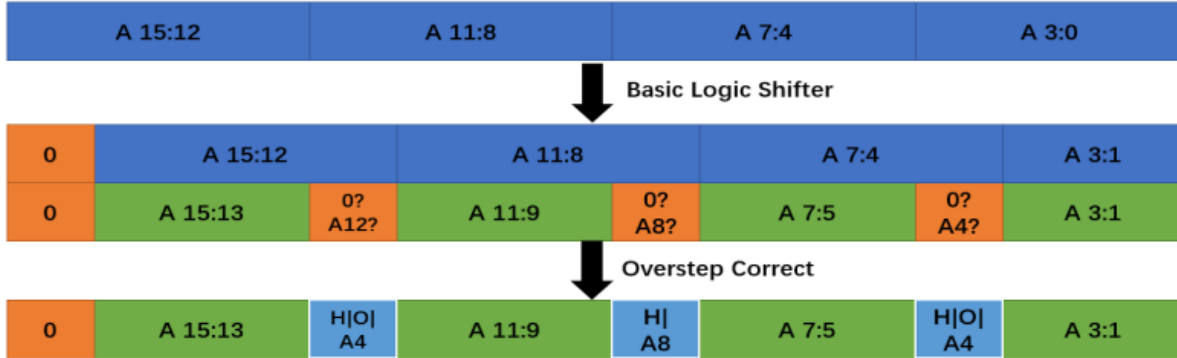 A 15:12 A 11:8 A 7:4 A 3:0
Basic Logic Shifter
0 A 15:12 A 11:8 A 7:4 A 3:1
0 A 15:13 0? A12? A 11:9 0? A8? A 7:5 0? A4? A 3:1
Overstep Correct
0 A 15:13 H|O| A4 A 11:9 H| A8 A 7:5 H|O| A4 A 3:1